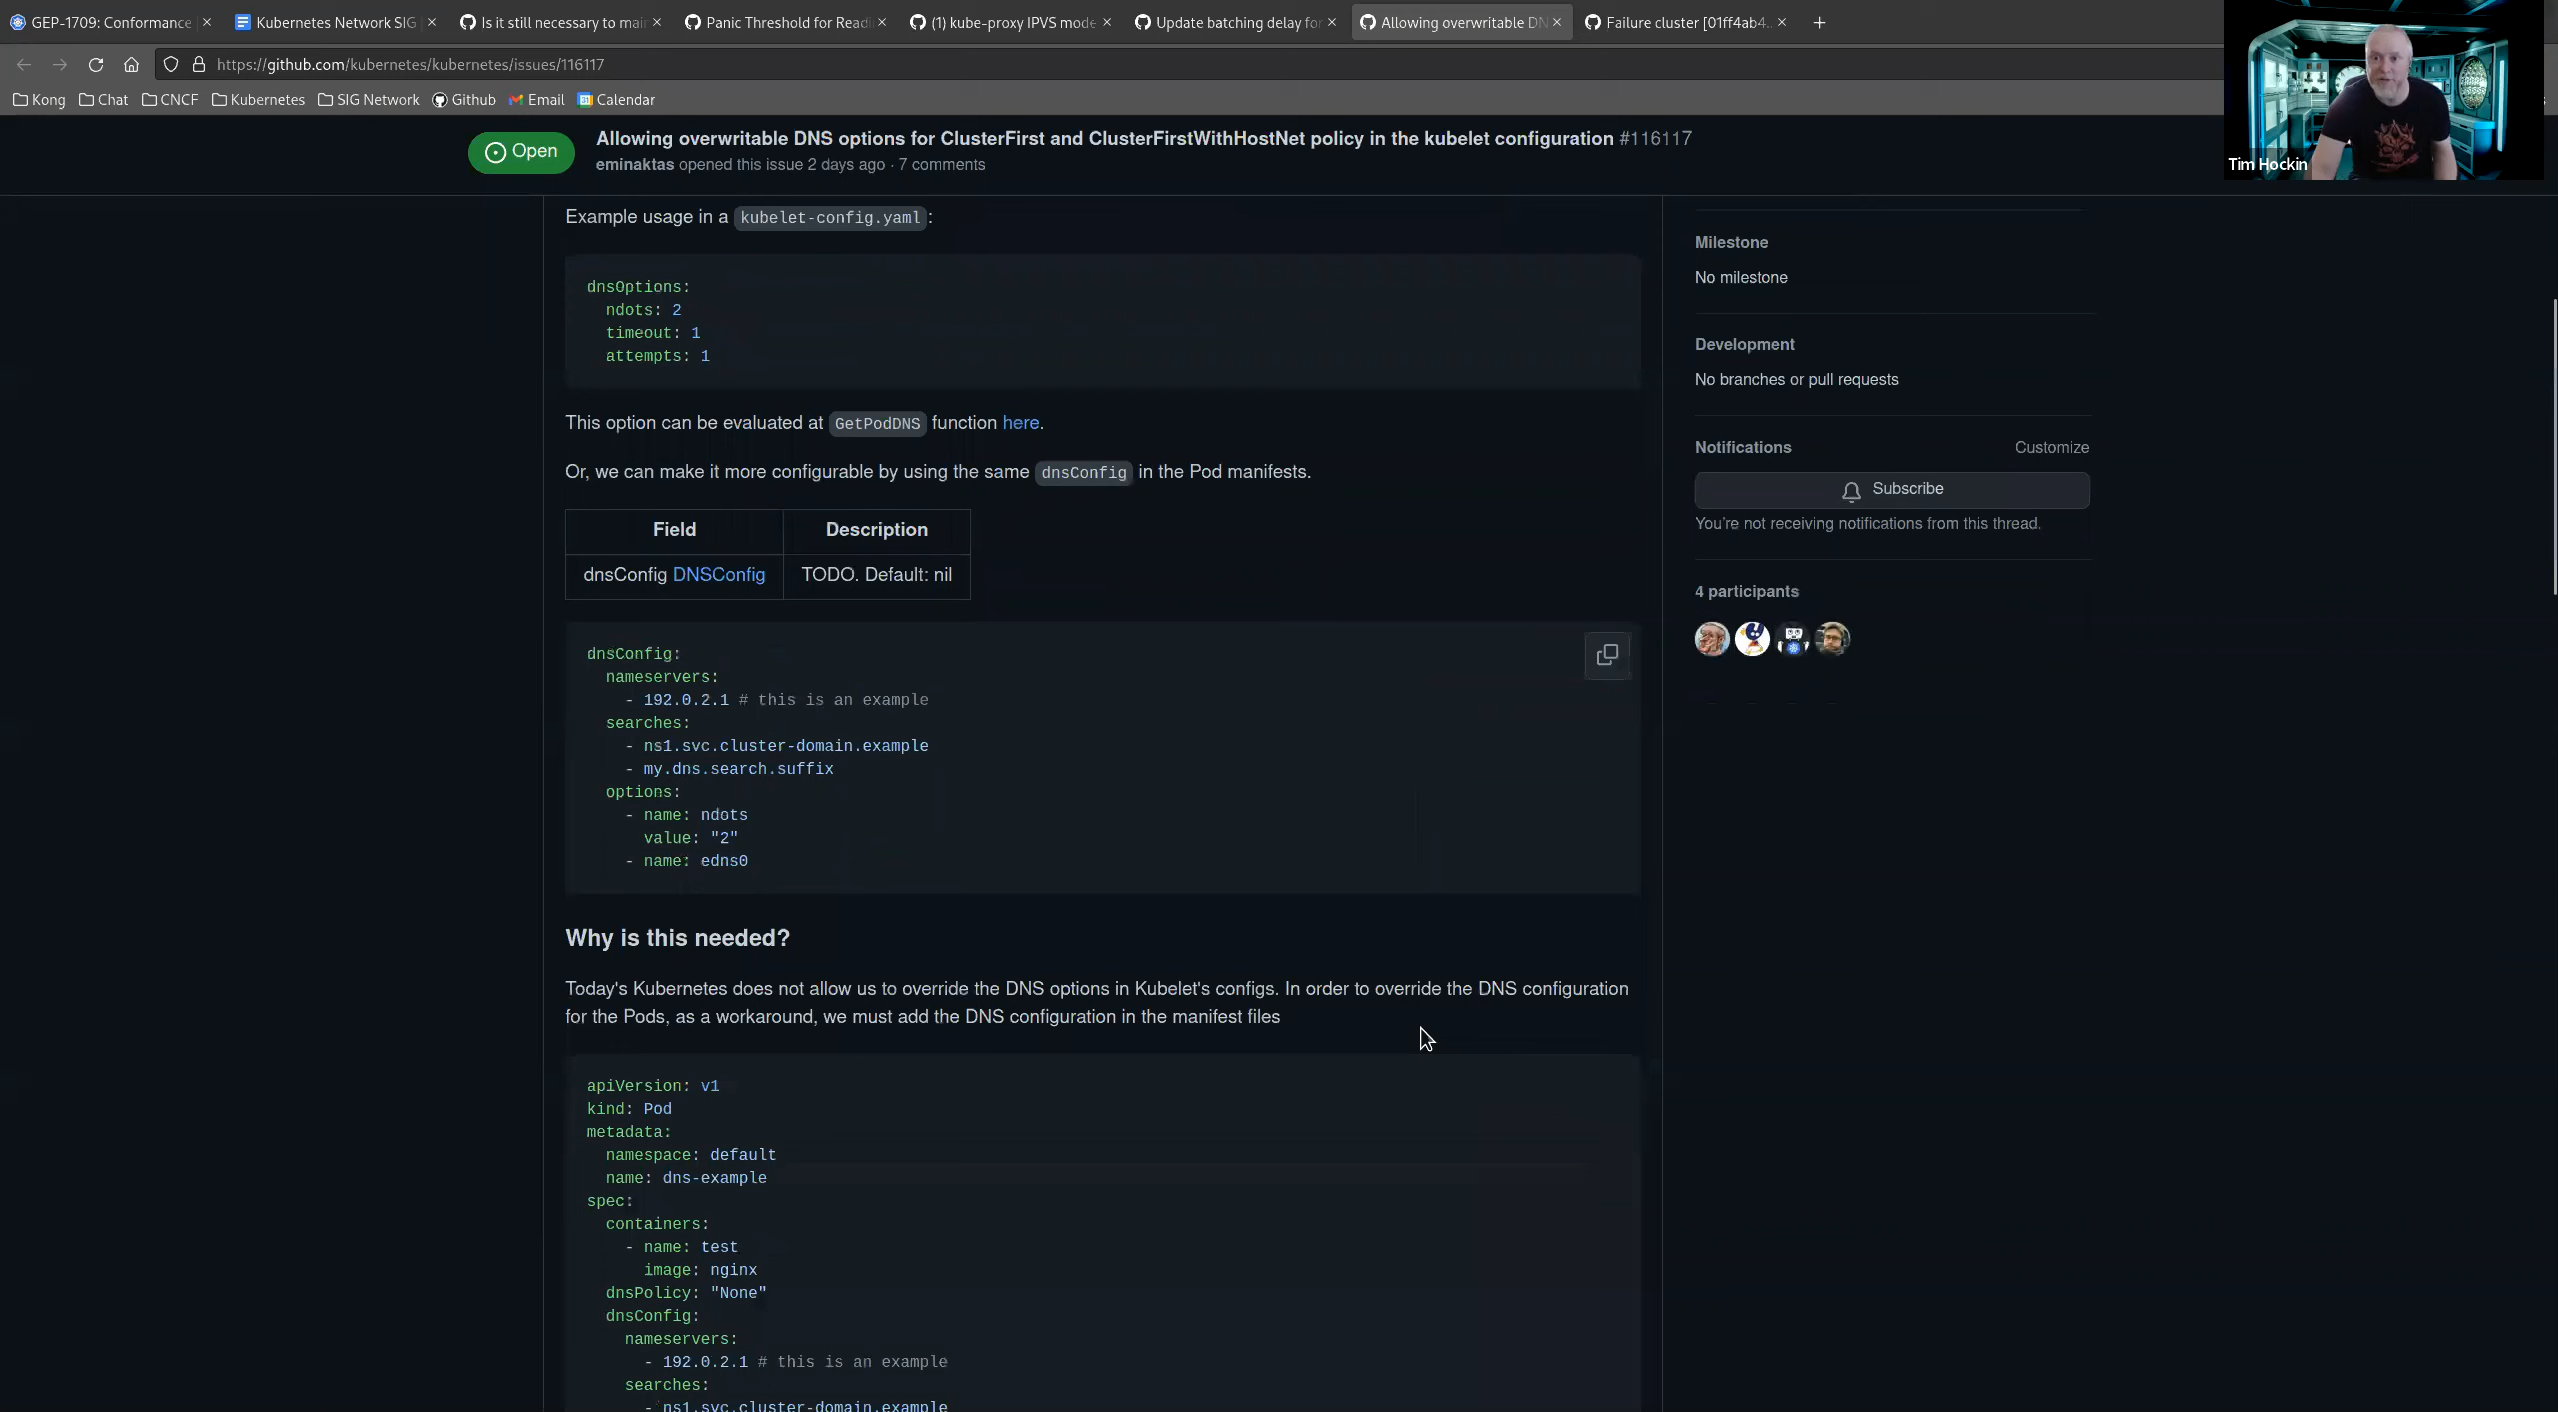 GEP-1709: Conformance
Kubernetes Network SIG
Is it still necessary to mai
Panic Threshold for Readi
(1) kube-proxy IPVS mode
Update batching delay for
Allowing overwritable DN
Failure cluster [01ff4ab4..
https://github.com/kubernetes/kubernetes/issues/116117
Kong
Chat
CNCF
Kubernetes
SIG Network
Github
Email
Calendar
Tim Hockin
Open
Allowing overwritable DNS options for ClusterFirst and ClusterFirstWithHostNet policy in the kubelet configuration #116117
eminaktas opened this issue 2 days ago · 7 comments
Example usage in a kubelet-config.yaml:
dnsOptions:
  ndots: 2
  timeout: 1
  attempts: 1
This option can be evaluated at GetPodDNS function here.
Or, we can make it more configurable by using the same dnsConfig in the Pod manifests.
Field Description
dnsConfig DNSConfig TODO. Default: nil
dnsConfig:
  nameservers:
    - 192.0.2.1 # this is an example
  searches:
    - ns1.svc.cluster-domain.example
    - my.dns.search.suffix
  options:
    - name: ndots
      value: "2"
    - name: edns0
Why is this needed?
Today's Kubernetes does not allow us to override the DNS options in Kubelet's configs. In order to override the DNS configuration
for the Pods, as a workaround, we must add the DNS configuration in the manifest files
apiVersion: v1
kind: Pod
metadata:
  namespace: default
  name: dns-example
spec:
  containers:
    - name: test
      image: nginx
  dnsPolicy: "None"
  dnsConfig:
    nameservers:
      - 192.0.2.1 # this is an example
    searches:
      - ns1.svc.cluster-domain.example
Milestone
No milestone
Development
No branches or pull requests
Notifications
Customize
Subscribe
You're not receiving notifications from this thread.
4 participants